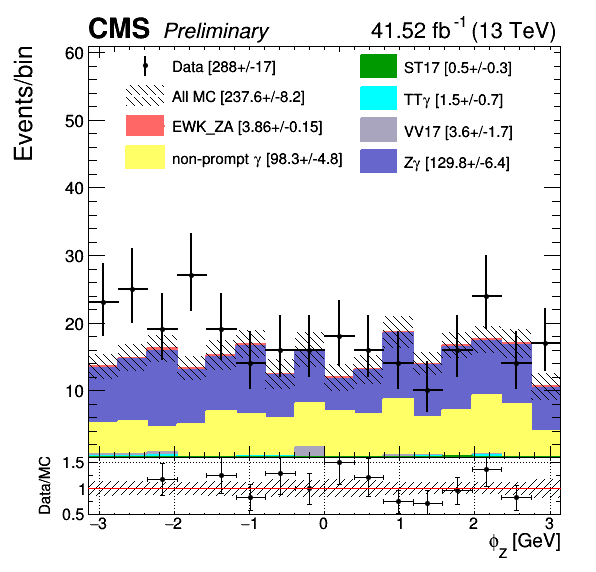 CMS Preliminary 41.52 fb⁻¹ (13 TeV)
Events/bin
60
50
40
30
20
10
Data [288+/-17]
All MC [237.6+/-8.2]
EWK_ZA [3.86+/-0.15]
non-prompt γ [98.3+/-4.8]
ST17 [0.5+/-0.3]
TTγ [1.5+/-0.7]
VV17 [3.6+/-1.7]
Zγ [129.8+/-6.4]
Data/MC
1.5
1
0.5
−3 −2 −1 0 1 2 3
ϕ_Z [GeV]